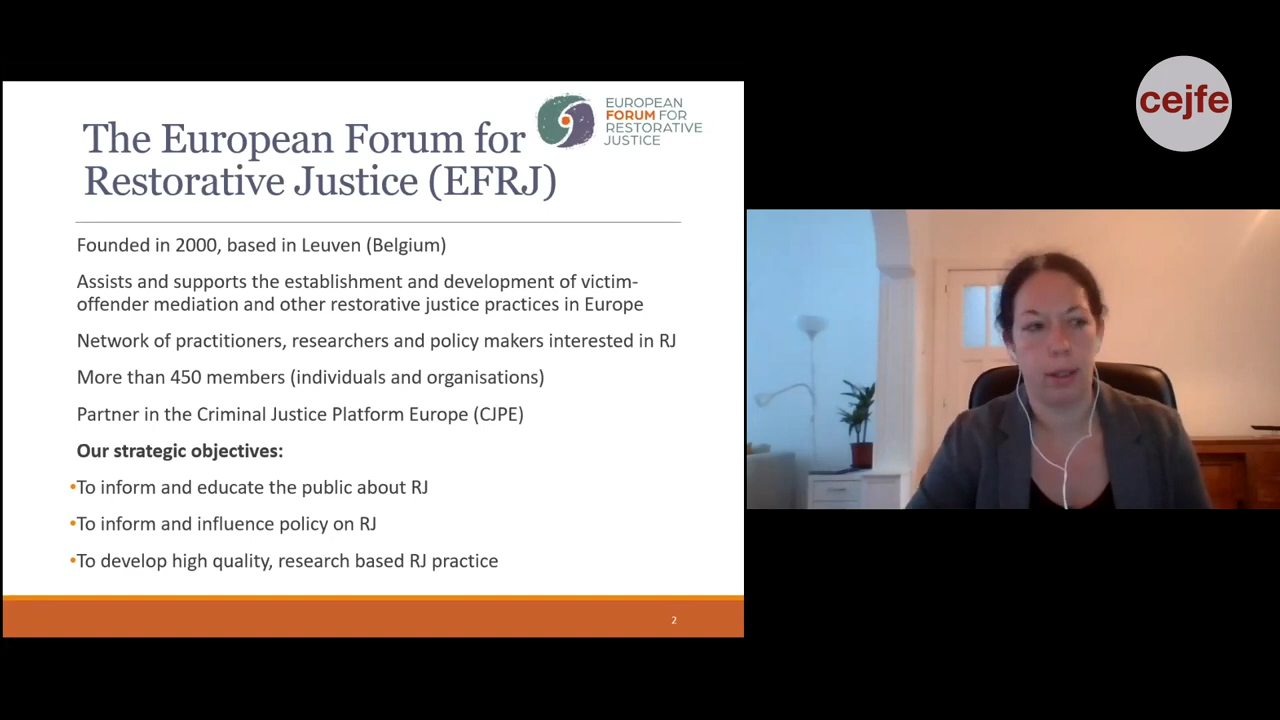 The European Forum for
Restorative Justice (EFRJ)
EUROPEAN
FORUM FOR
RESTORATIVE
JUSTICE
Founded in 2000, based in Leuven (Belgium)
Assists and supports the establishment and development of victim-
offender mediation and other restorative justice practices in Europe
Network of practitioners, researchers and policy makers interested in RJ
More than 450 members (individuals and organisations)
Partner in the Criminal Justice Platform Europe (CJPE)
Our strategic objectives:
•To inform and educate the public about RJ
•To inform and influence policy on RJ
•To develop high quality, research based RJ practice
2
cejfe